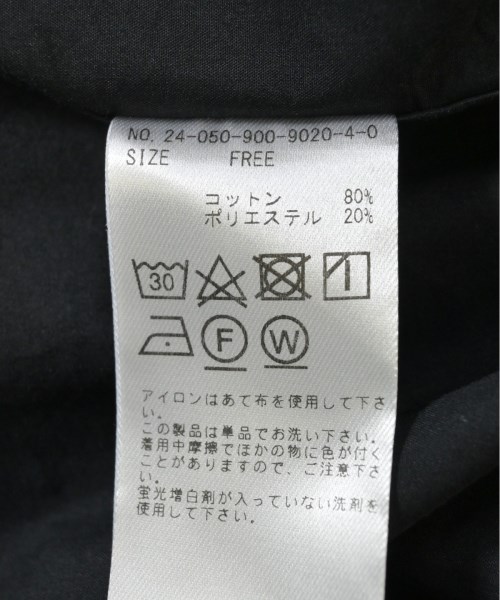 NO. 24-050-900-9020-4-0
SIZE FREE
コットン 80%
ポリエステル 20%
30
F W
アイロンはあて布を使用して下さ
い。
この製品は単品でお洗い下さい。
着用中摩擦でほかの物に色が付く
ことがありますので、ご注意下さ
い。
蛍光増白剤が入っていない洗剤を
使用して下さい。